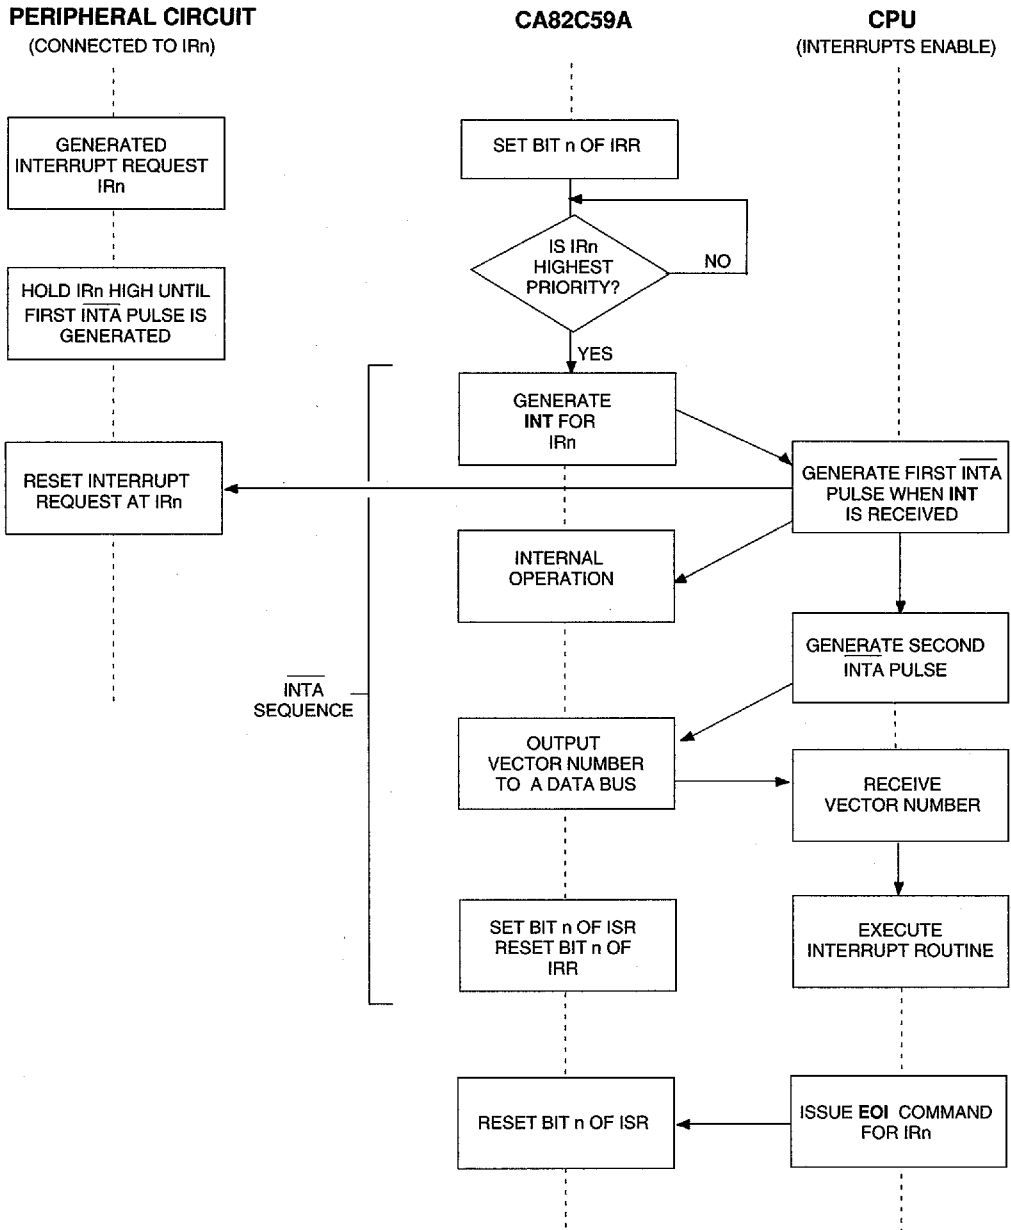 PERIPHERAL CIRCUIT
(CONNECTED TO IRn)
CA82C59A
CPU
(INTERRUPTS ENABLE)
GENERATED
INTERRUPT REQUEST
IRn
SET BIT n OF IRR
IS IRn
HIGHEST
PRIORITY?
NO
YES
HOLD IRn HIGH UNTIL
FIRST I̅N̅T̅A̅ PULSE IS
GENERATED
GENERATE
INT FOR
IRn
RESET INTERRUPT
REQUEST AT IRn
GENERATE FIRST I̅N̅T̅A̅
PULSE WHEN INT
IS RECEIVED
INTERNAL
OPERATION
GENERATE SECOND
I̅N̅T̅A̅ PULSE
I̅N̅T̅A̅
SEQUENCE
OUTPUT
VECTOR NUMBER
TO A DATA BUS
RECEIVE
VECTOR NUMBER
SET BIT n OF ISR
RESET BIT n OF
IRR
EXECUTE
INTERRUPT ROUTINE
RESET BIT n OF ISR
ISSUE EOI COMMAND
FOR IRn